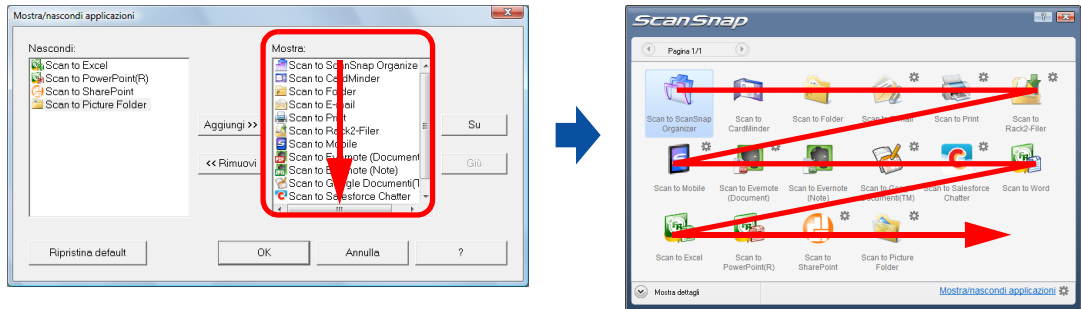 Mostra/nascondi applicazioni
Nascondi:
Scan to Excel
Scan to PowerPoint(R)
Scan to SharePoint
Scan to Picture Folder
Aggiungi >>
<< Rimuovi
Mostra:
Scan to ScanSnap Organize
Scan to CardMinder
Scan to Folder
Scan to E-mail
Scan to Print
Scan to Rack2-Filer
Scan to Mobile
Scan to Evernote (Document
Scan to Evernote (Note)
Scan to Google Documenti(T
Scan to Salesforce Chatter
Su
Giù
Ripristina default
OK
Annulla
?
ScanSnap
?
Pagina 1/1
Scan to ScanSnap
Organizer
Scan to
CardMinder
Scan to Folder
Scan to E-mail
Scan to Print
Scan to
Rack2-Filer
Scan to Mobile
Scan to Evernote
(Document)
Scan to Evernote
(Note)
Scan to Google
Documenti(TM)
Scan to Salesforce
Chatter
Scan to Word
Scan to Excel
Scan to
PowerPoint(R)
Scan to
SharePoint
Scan to Picture
Folder
Mostra dettagli
Mostra/nascondi applicazioni